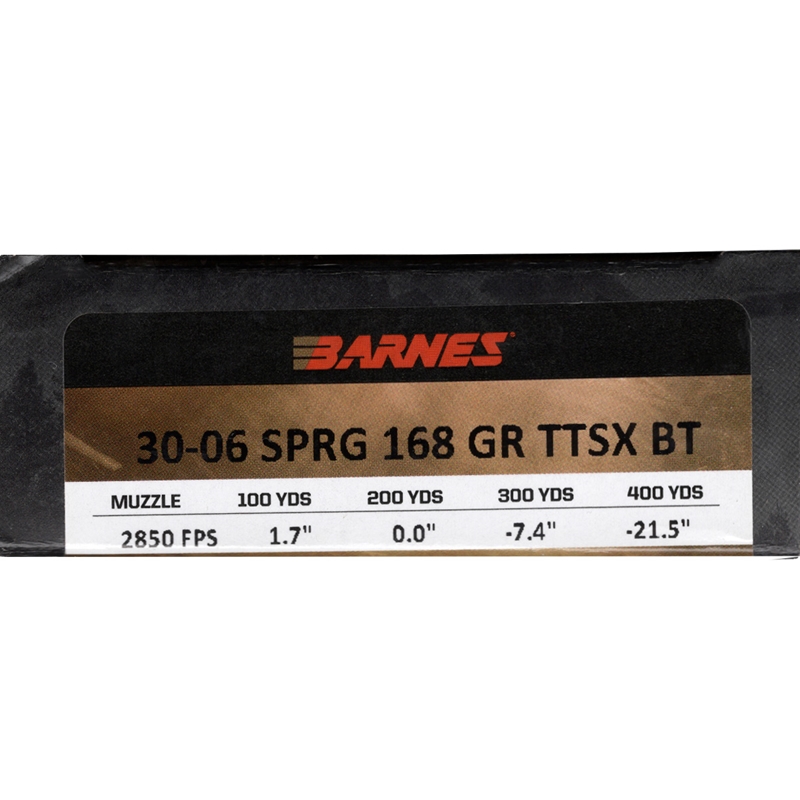 BARNES®
30-06 SPRG 168 GR TTSX BT
MUZZLE 100 YDS 200 YDS 300 YDS 400 YDS
2850 FPS 1.7" 0.0" -7.4" -21.5"